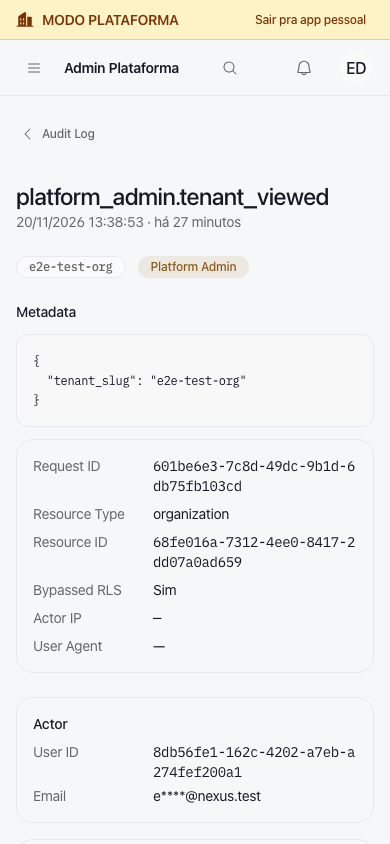 MODO PLATAFORMA
Sair pra app pessoal
Admin Plataforma
ED
Audit Log
platform_admin.tenant_viewed
20/11/2026 13:38:53 · há 27 minutos
e2e-test-org
Platform Admin
Metadata
{
"tenant_slug": "e2e-test-org"
}
Request ID
601be6e3-7c8d-49dc-9b1d-6
db75fb103cd
Resource Type
organization
Resource ID
68fe016a-7312-4ee0-8417-2
dd07a0ad659
Bypassed RLS
Sim
Actor IP
—
User Agent
—
Actor
User ID
8db56fe1-162c-4202-a7eb-a
274fef200a1
Email
e****@nexus.test